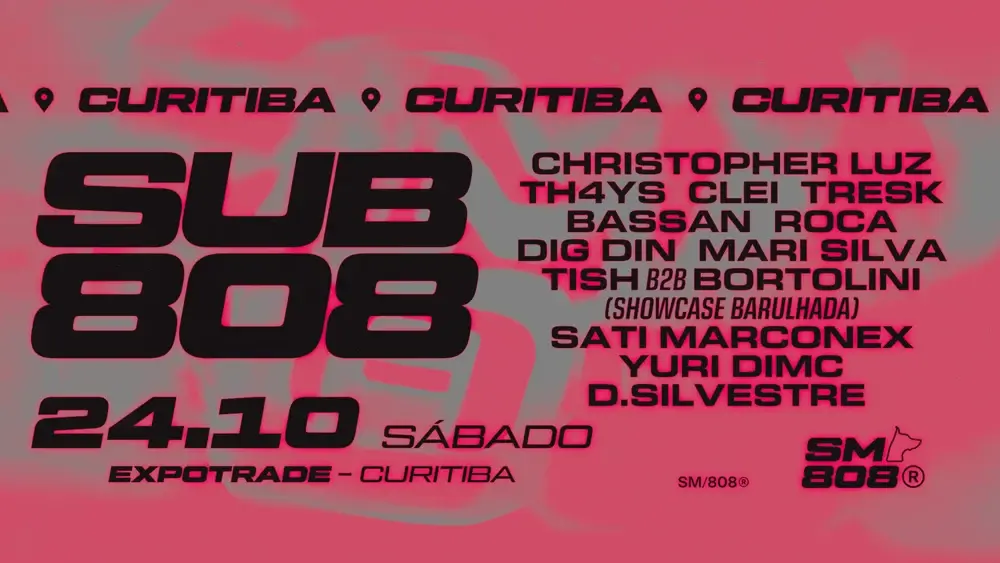 A CURITIBA CURITIBA CURITIBA
SUB
808
24.10 SÁBADO
EXPOTRADE – CURITIBA
CHRISTOPHER LUZ
TH4YS CLEI TRESK
BASSAN ROCA
DIG DIN MARI SILVA
TISH B2B BORTOLINI
(SHOWCASE BARULHADA)
SATI MARCONEX
YURI DIMC
D.SILVESTRE
SM/808®
SM
808®